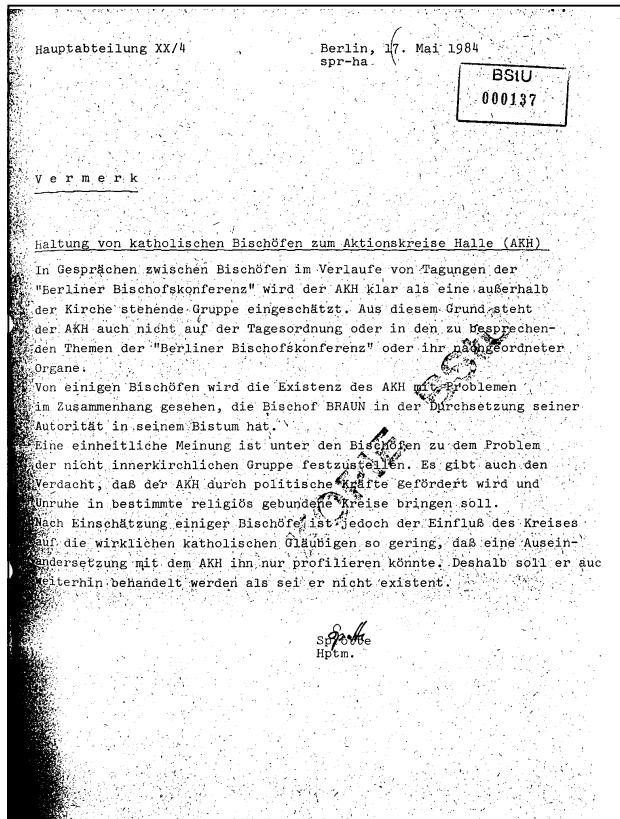 Hauptabteilung XX/4
Berlin, 17. Mai 1984
spr-ha
BStU
000137
V e r m e r k
Haltung von katholischen Bischöfen zum Aktionskreise Halle (AKH)
In Gesprächen zwischen Bischöfen im Verlaufe von Tagungen der
"Berliner Bischofskonferenz" wird der AKH klar als eine außerhalb
der Kirche stehende Gruppe eingeschätzt. Aus diesem Grund steht
der AKH auch nicht auf der Tagesordnung oder in den zu besprechen-
den Themen der "Berliner Bischofskonferenz" oder ihr nachgeordneter
Organe.
Von einigen Bischöfen wird die Existenz des AKH mit Problemen
im Zusammenhang gesehen, die Bischof BRAUN in der Durchsetzung seiner
Autorität in seinem Bistum hat.
Eine einheitliche Meinung ist unter den Bischöfen zu dem Problem
der nicht innerkirchlichen Gruppe festzustellen. Es gibt auch den
Verdacht, daß der AKH durch politische Kräfte gefördert wird und
Unruhe in bestimmte religiös gebundene Kreise bringen soll.
Nach Einschätzung einiger Bischöfe ist jedoch der Einfluß des Kreises
auf die wirklichen katholischen Gläubigen so gering, daß eine Ausein-
andersetzung mit dem AKH ihn nur profilieren könnte. Deshalb soll er auc
weiterhin behandelt werden als sei er nicht existent.
Hptm.